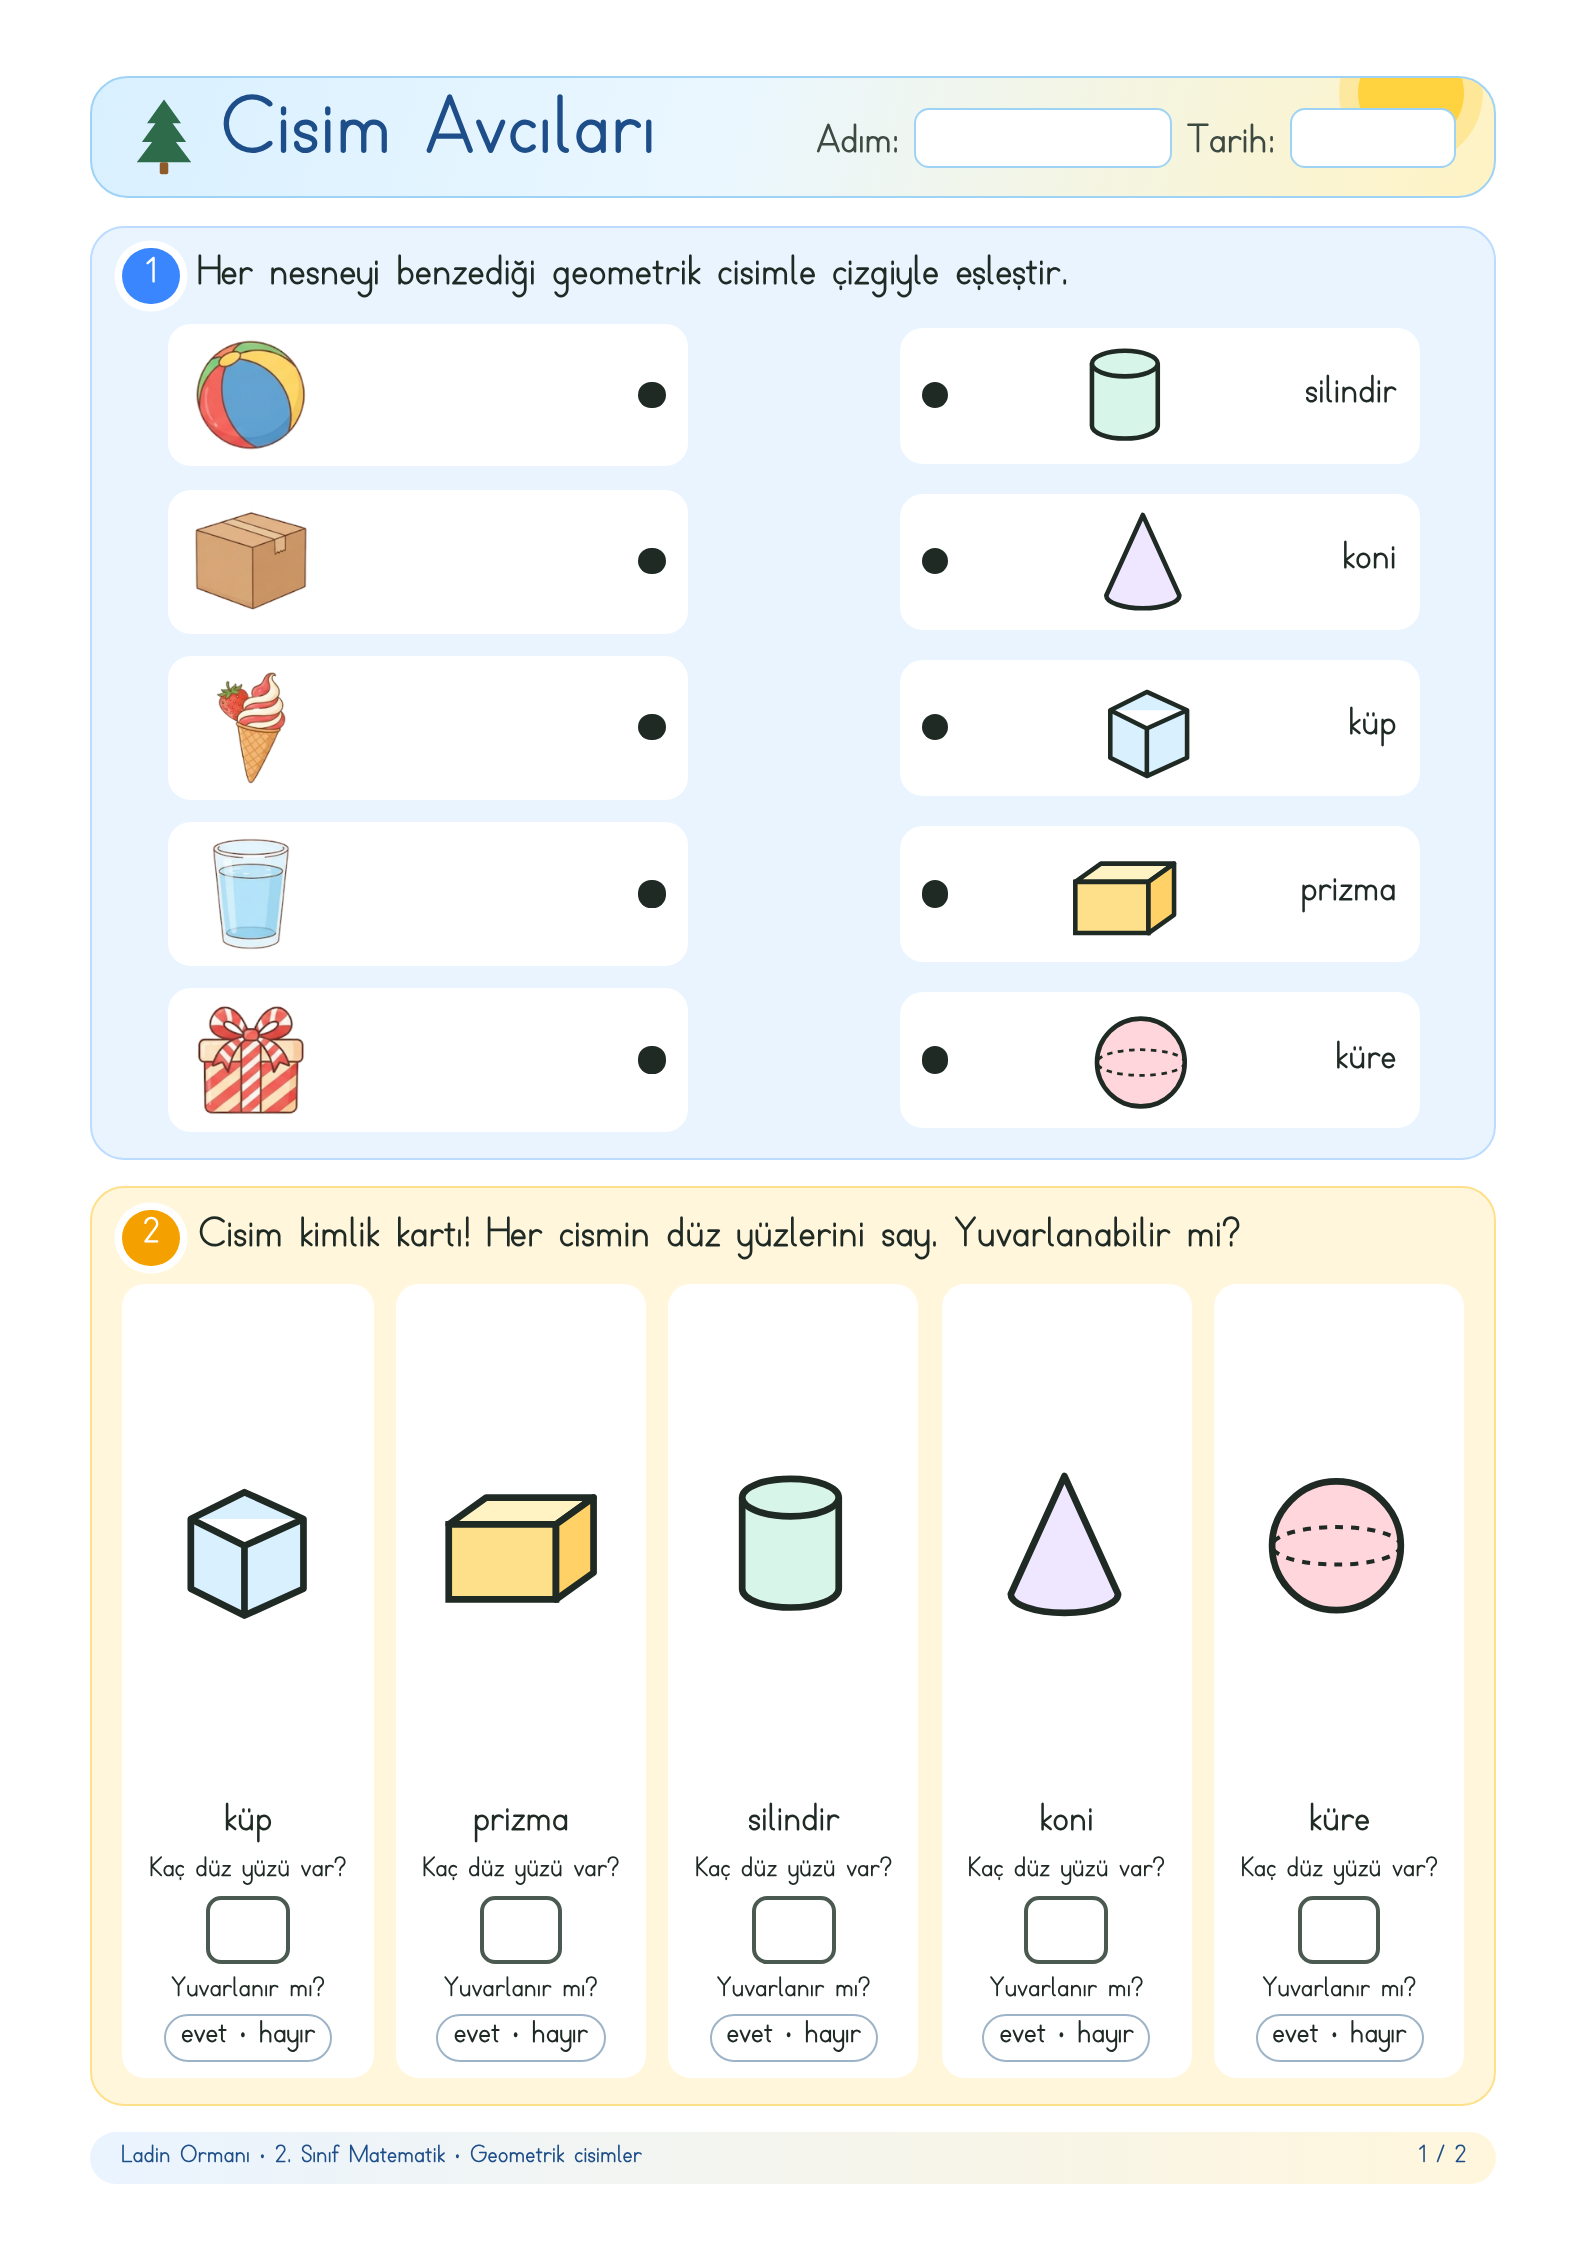 Cisim Avcıları
Adım: Tarih:
1 Her nesneyi benzediği geometrik cisimle çizgiyle eşleştir.
silindir
koni
küp
prizma
küre
2 Cisim kimlik kartı! Her cismin düz yüzlerini say. Yuvarlanabilir mi?
küp prizma silindir koni küre
Kaç düz yüzü var? Kaç düz yüzü var? Kaç düz yüzü var? Kaç düz yüzü var? Kaç düz yüzü var?
Yuvarlanır mı? Yuvarlanır mı? Yuvarlanır mı? Yuvarlanır mı? Yuvarlanır mı?
evet · hayır evet · hayır evet · hayır evet · hayır evet · hayır
Ladin Ormanı · 2. Sınıf Matematik · Geometrik cisimler 1 / 2